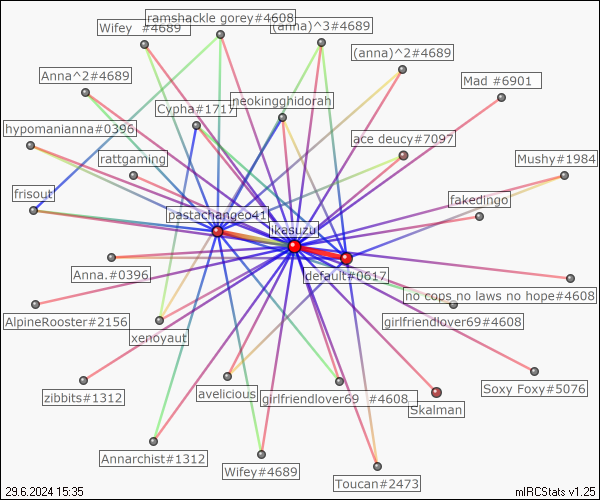 ramshackle gorey#4608
Wifey  #4689
(anna)^3#4689
(anna)^2#4689
Anna^2#4689
Mad #6901
Cypha#1717
neokingghidorah
hypomanianna#0396
ace deucy#7097
rattgaming
Mushy#1984
frisout
fakedingo
pastachangeo41
ikasuzu
Anna.#0396
default#0617
no cops no laws no hope#4608
AlpineRooster#2156
girlfriendlover69#4608
xenoyaut
Soxy Foxy#5076
zibbits#1312
avelicious
girlfriendlover69  #4608
Skalman
Annarchist#1312
Wifey#4689
Toucan#2473
29.6.2024 15:35
mIRCStats v1.25